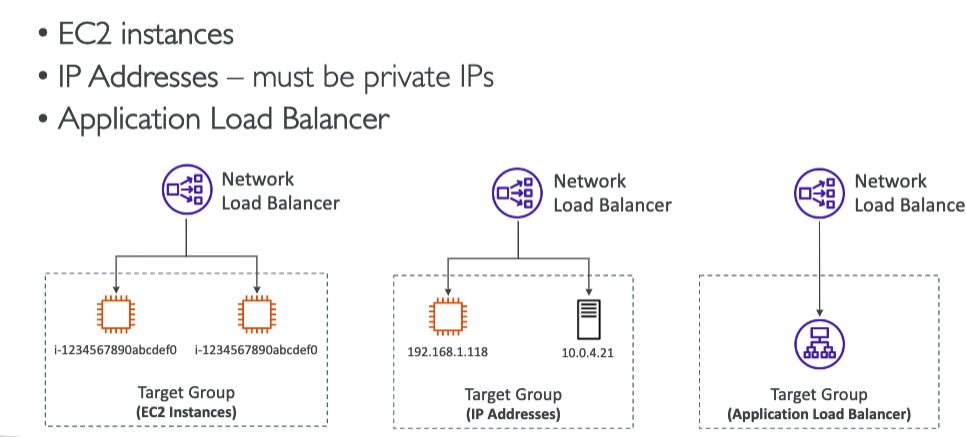 • EC2 instances
• IP Addresses – must be private IPs
• Application Load Balancer
Network
Load Balancer
Network
Load Balancer
Network
Load Balance
i-1234567890abcdef0
i-1234567890abcdef0
192.168.1.118
10.0.4.21
Target Group
(EC2 Instances)
Target Group
(IP Addresses)
Target Group
(Application Load Balancer)